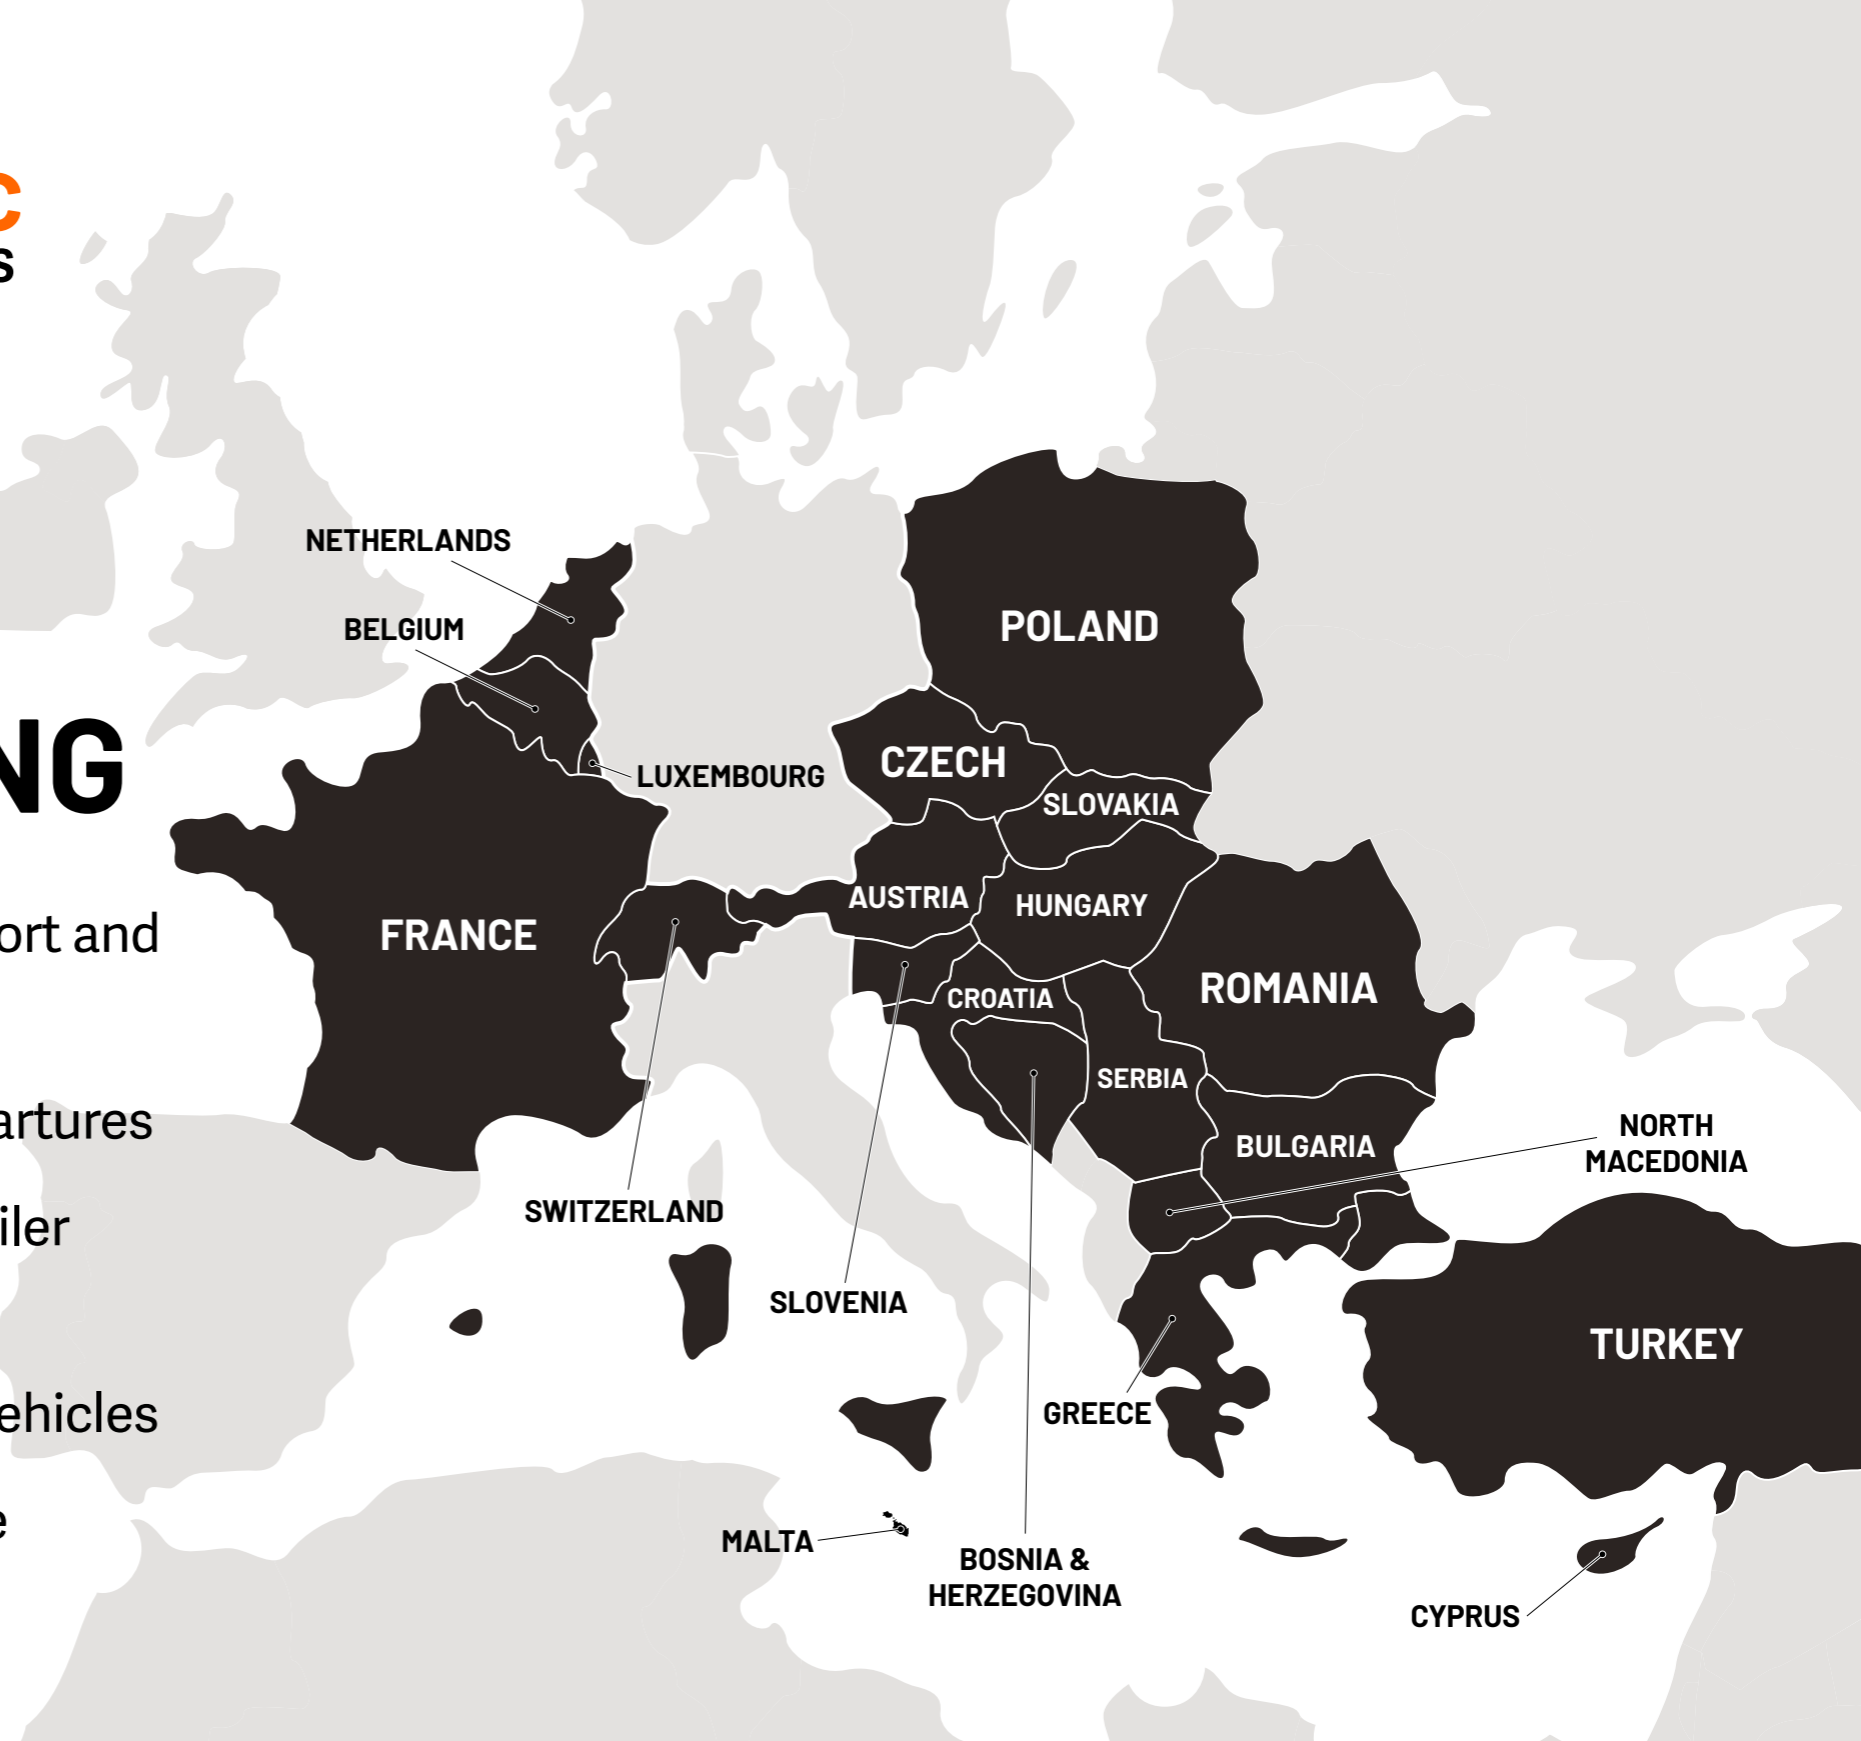 C
S
NG
ort and
artures
iler
ehicles
e
NETHERLANDS
BELGIUM
LUXEMBOURG
POLAND
CZECH
SLOVAKIA
AUSTRIA
HUNGARY
FRANCE
ROMANIA
CROATIA
SERBIA
BULGARIA
NORTH
MACEDONIA
SWITZERLAND
SLOVENIA
TURKEY
GREECE
MALTA
BOSNIA &
HERZEGOVINA
CYPRUS